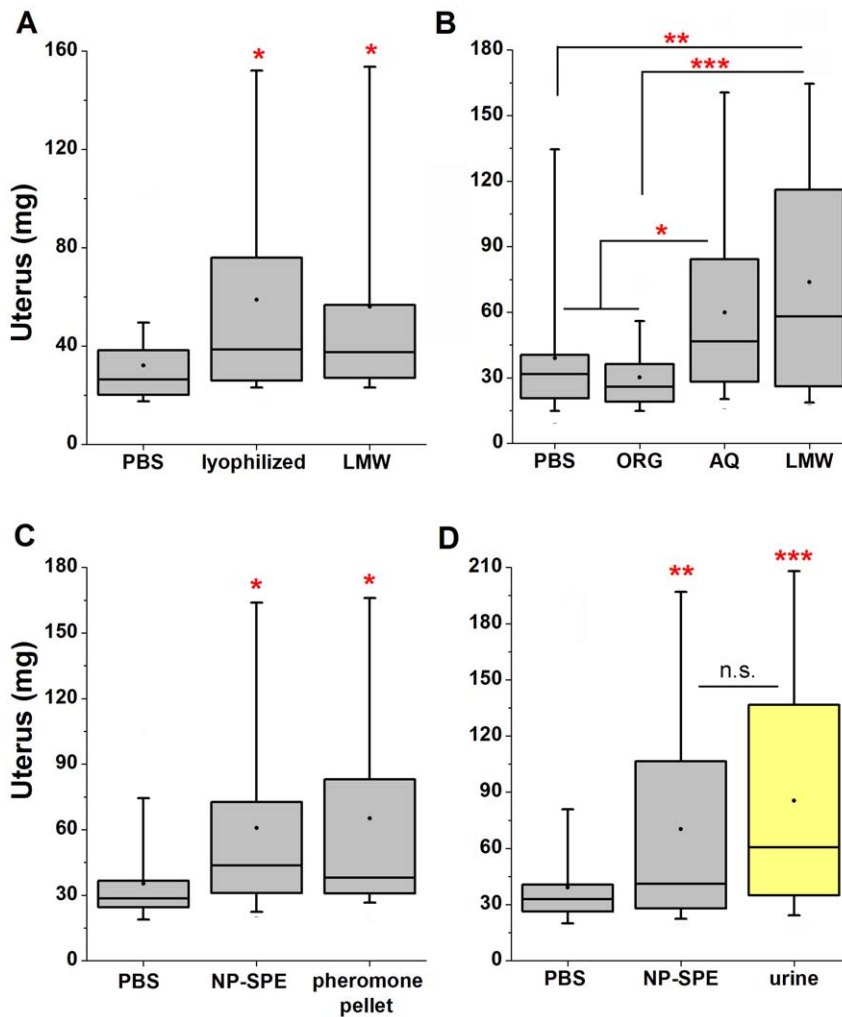 A
*
*
Uterus (mg)
160
120
80
40
0
PBS
lyophilized
LMW
B
**
***
*
180
150
120
90
60
30
0
PBS
ORG
AQ
LMW
C
*
*
Uterus (mg)
180
150
120
90
60
30
0
PBS
NP-SPE
pheromone
pellet
D
**
***
n.s.
210
180
150
120
90
60
30
0
PBS
NP-SPE
urine